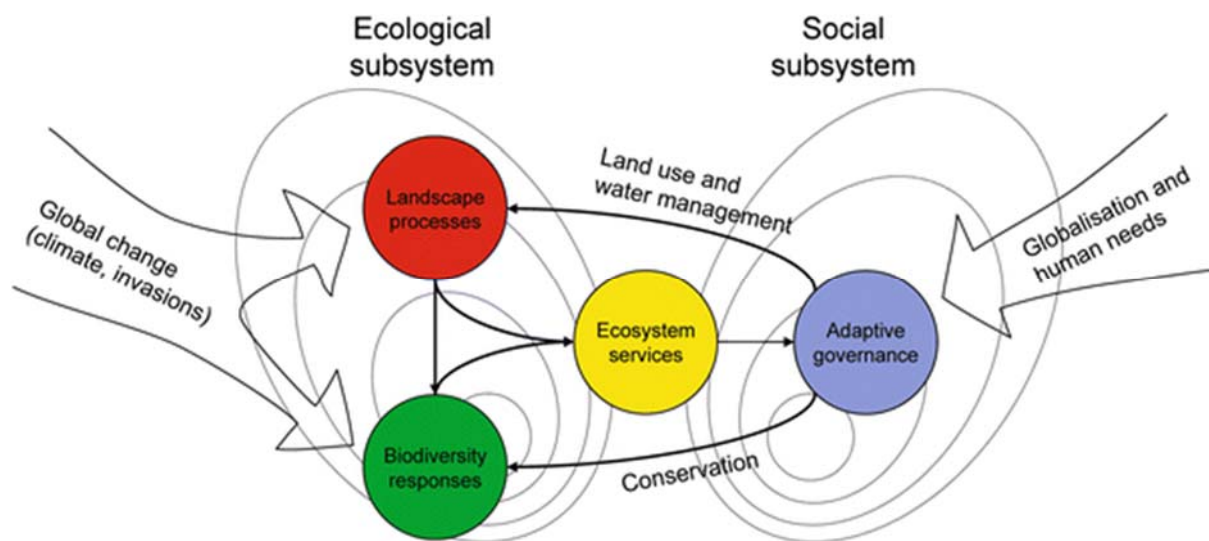 Ecological
subsystem
Social
subsystem
Landscape
processes
Land use and
water management
Global change
(climate, invasions)
Globalisation and
human needs
Ecosystem
services
Adaptive
governance
Biodiversity
responses
Conservation